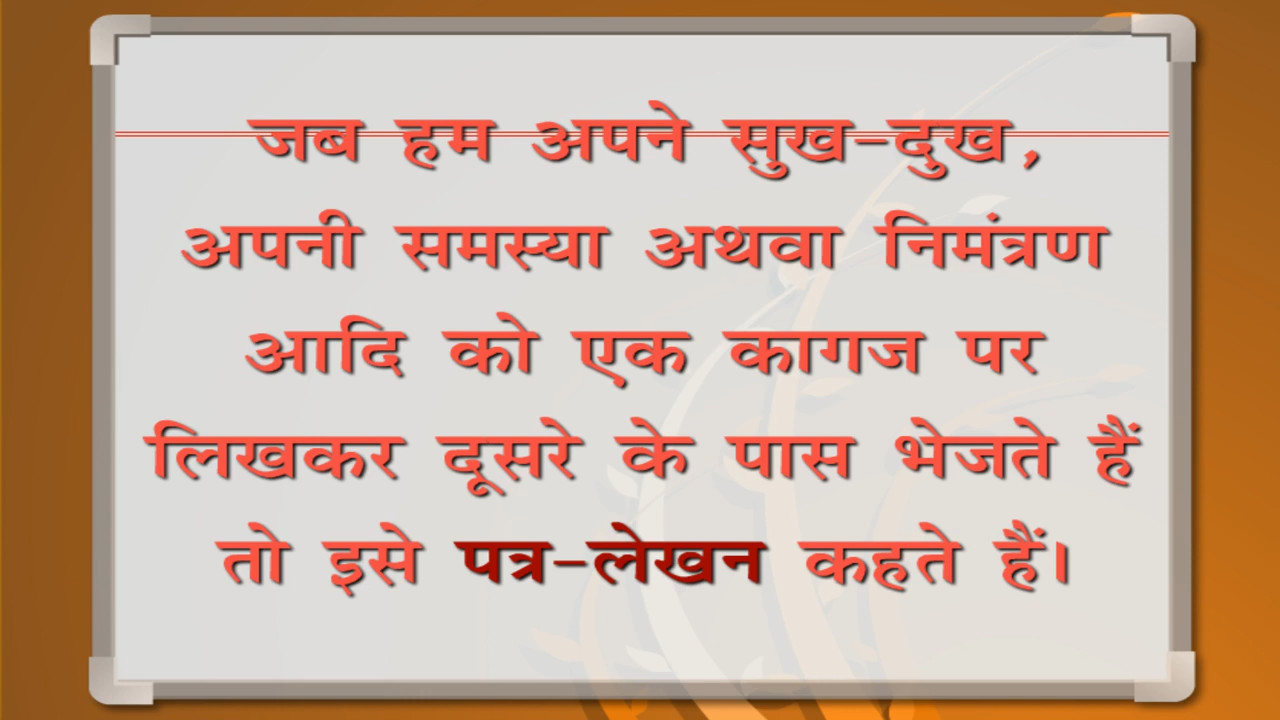 जब हम अपने सुख-दुख,
अपनी समस्या अथवा निमंत्रण
आदि को एक कागज पर
लिखकर दूसरे के पास भेजते हैं
तो इसे पत्र-लेखन कहते हैं।